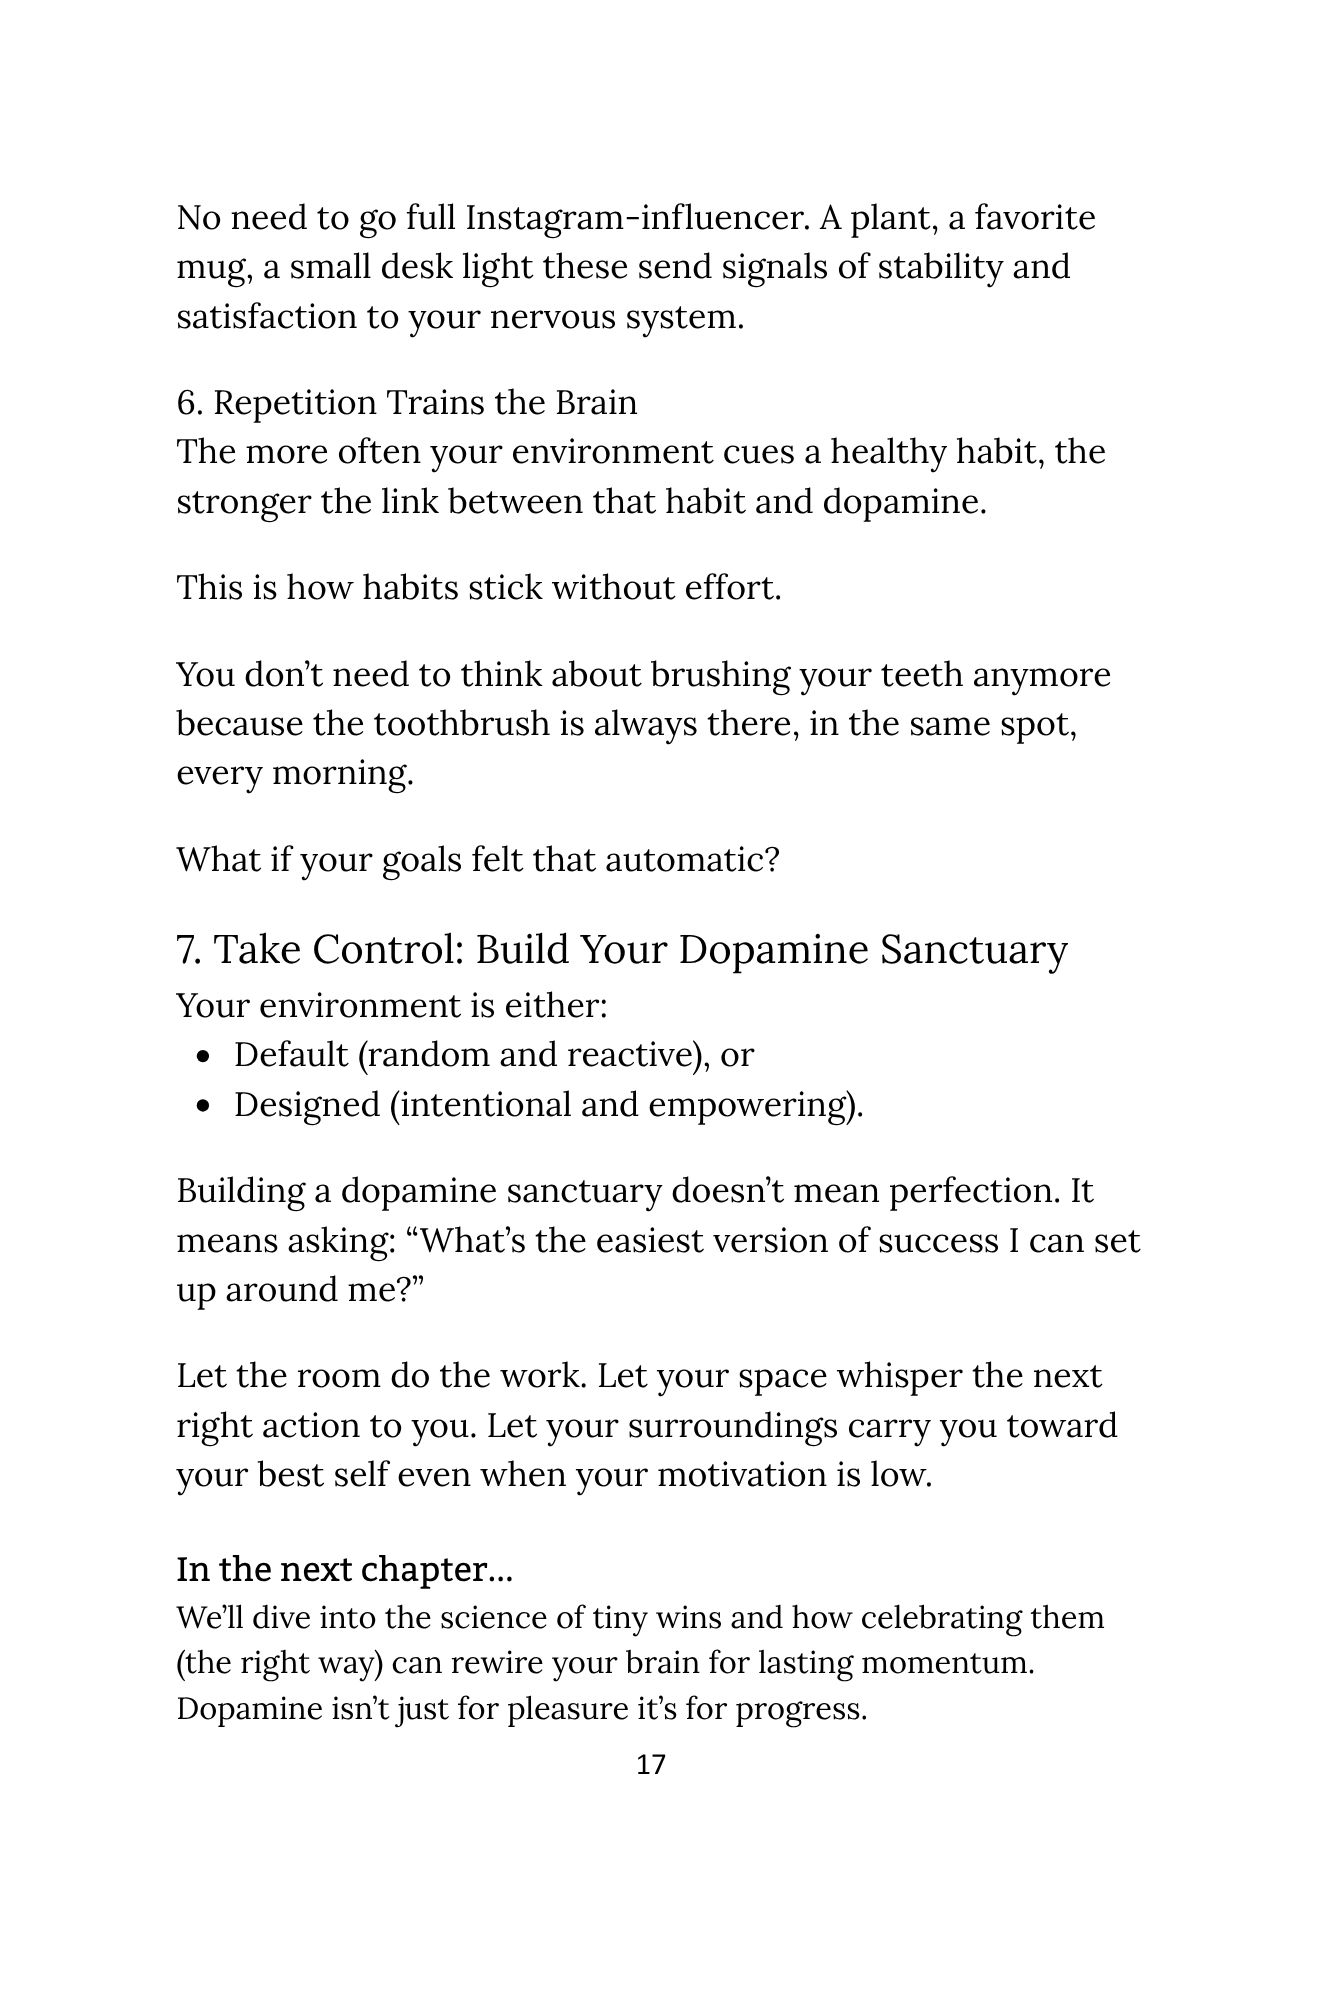 No need to go full Instagram-influencer. A plant, a favorite
mug, a small desk light these send signals of stability and
satisfaction to your nervous system.
6. Repetition Trains the Brain
The more often your environment cues a healthy habit, the
stronger the link between that habit and dopamine.
This is how habits stick without effort.
You don’t need to think about brushing your teeth anymore
because the toothbrush is always there, in the same spot,
every morning.
What if your goals felt that automatic?
7. Take Control: Build Your Dopamine Sanctuary
Your environment is either:
• Default (random and reactive), or
• Designed (intentional and empowering).
Building a dopamine sanctuary doesn’t mean perfection. It
means asking: “What’s the easiest version of success I can set
up around me?”
Let the room do the work. Let your space whisper the next
right action to you. Let your surroundings carry you toward
your best self even when your motivation is low.
In the next chapter...
We’ll dive into the science of tiny wins and how celebrating them
(the right way) can rewire your brain for lasting momentum.
Dopamine isn’t just for pleasure it’s for progress.
17